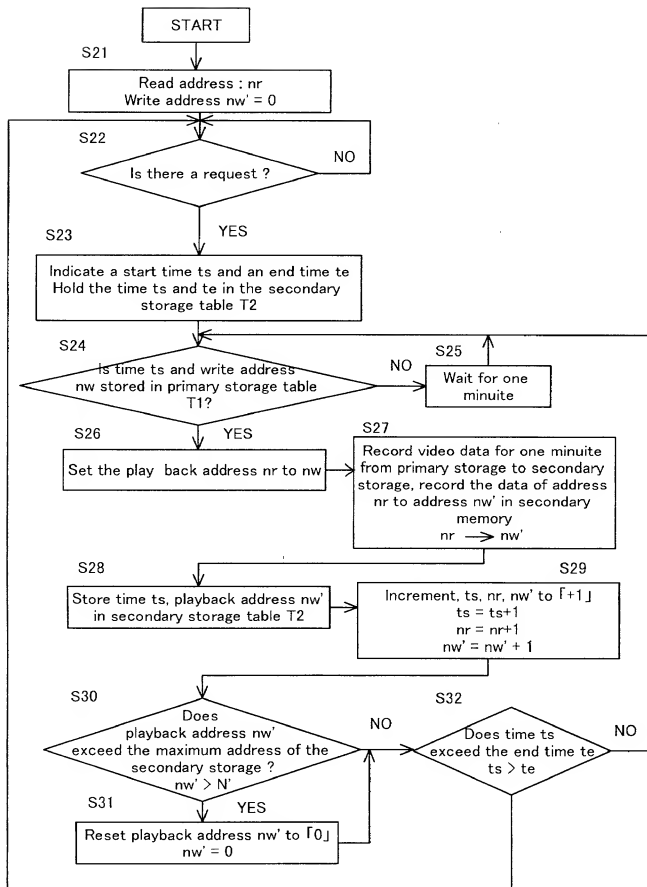 START
S21
Read address : nr
Write address nw' = 0
S22
Is there a request ?
NO
YES
S23
Indicate a start time ts and an end time te
Hold the time ts and te in the secondary
storage table T2
S24
Is time ts and write address
nw stored in primary storage table
T1?
NO
S25
Wait for one
minuite
YES
S26
Set the play back address nr to nw
S27
Record video data for one minuite
from primary storage to secondary
storage, record the data of address
nr to address nw' in secondary
memory
nr → nw'
S28
Store time ts, playback address nw'
in secondary storage table T2
S29
Increment, ts, nr, nw' to ｢+1｣
ts = ts+1
nr = nr+1
nw' = nw' + 1
S30
Does
playback address nw'
exceed the maximum address of the
secondary storage ?
nw' > N'
NO
YES
S31
Reset playback address nw' to ｢0｣
nw' = 0
S32
Does time ts
exceed the end time te
ts > te
NO